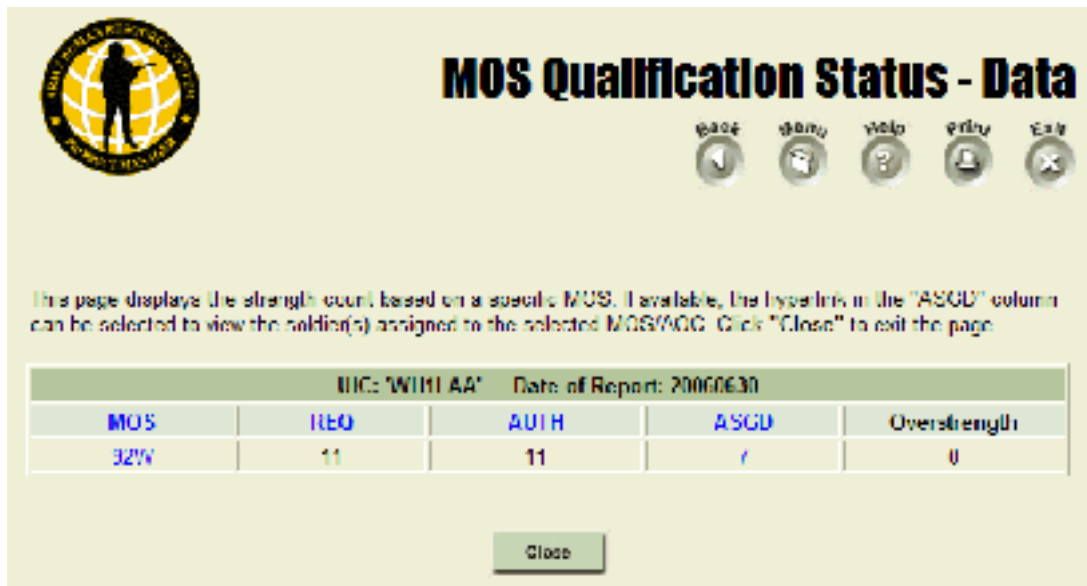 MOS Qualification Status - Data
Back Menu Help Print Exit
This page displays the strength count based on a specific MOS. If available, the hyperlink in the "ASGD" column
can be selected to view the soldier(s) assigned to the selected MOS/AOC. Click "Close" to exit the page
UIC: Date of Report: 20060630
MOS REQ AUTH ASGD Overstrength
92W 11 11 7 0
Close